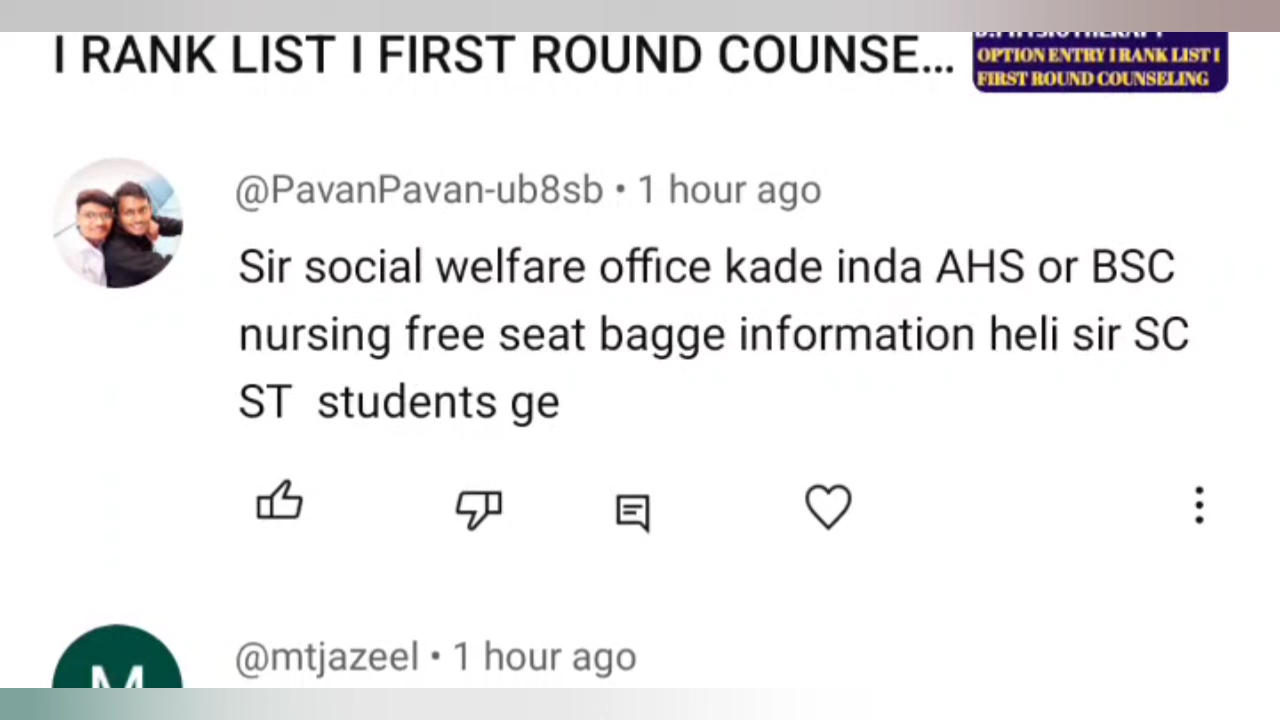 I RANK LIST I FIRST ROUND COUNSE...
B.PHYSIOTHERAPY
OPTION ENTRY I RANK LIST I
FIRST ROUND COUNSELING
@PavanPavan-ub8sb • 1 hour ago
Sir social welfare office kade inda AHS or BSC
nursing free seat bagge information heli sir SC
ST students ge
@mtjazeel • 1 hour ago
M